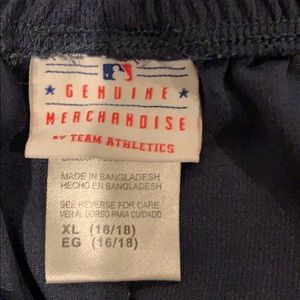 ★ GENUINE ★
MERCHANDISE
BY TEAM ATHLETICS
MADE IN BANGLADESH
HECHO EN BANGLADESH
SEE REVERSE FOR CARE
VER AL DORSO PARA CUIDADO
XL (16/18)
EG (16/18)